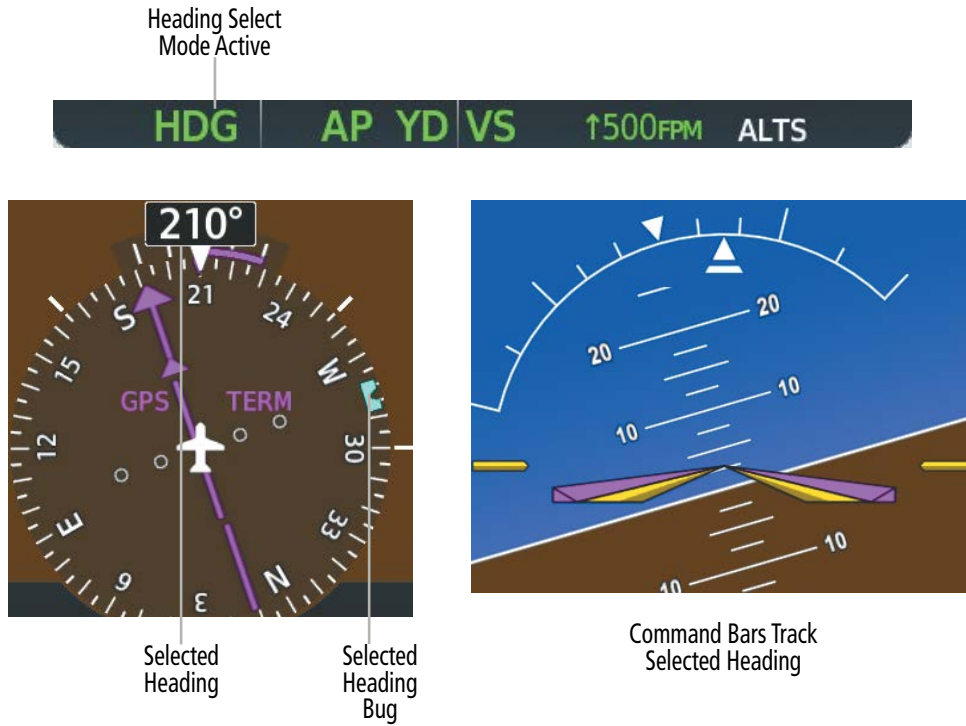 Heading Select
Mode Active
HDG AP YD VS ↑500FPM ALTS
210°
21
24
S
W
15
GPS TERM
12
30
E
33
6
N
3
20
20
10
10
10
10
Selected
Heading
Selected
Heading
Bug
Command Bars Track
Selected Heading